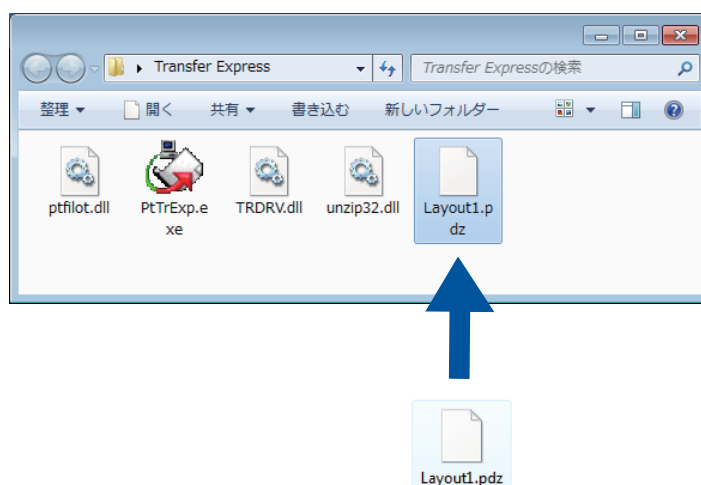 Transfer Express
Transfer Expressの検索
整理 開く 共有 書き込む 新しいフォルダー
ptfilot.dll PtTrExp.e TRDRV.dll unzip32.dll Layout1.p
xe dz
Layout1.pdz